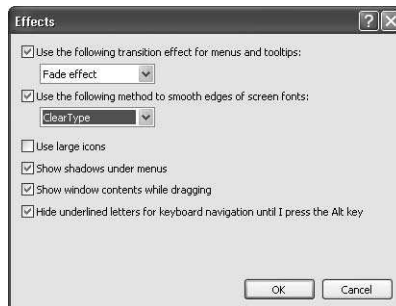 Effects
Use the following transition effect for menus and tooltips:
Fade effect
Use the following method to smooth edges of screen fonts:
ClearType
Use large icons
Show shadows under menus
Show window contents while dragging
Hide underlined letters for keyboard navigation until I press the Alt key
OK Cancel